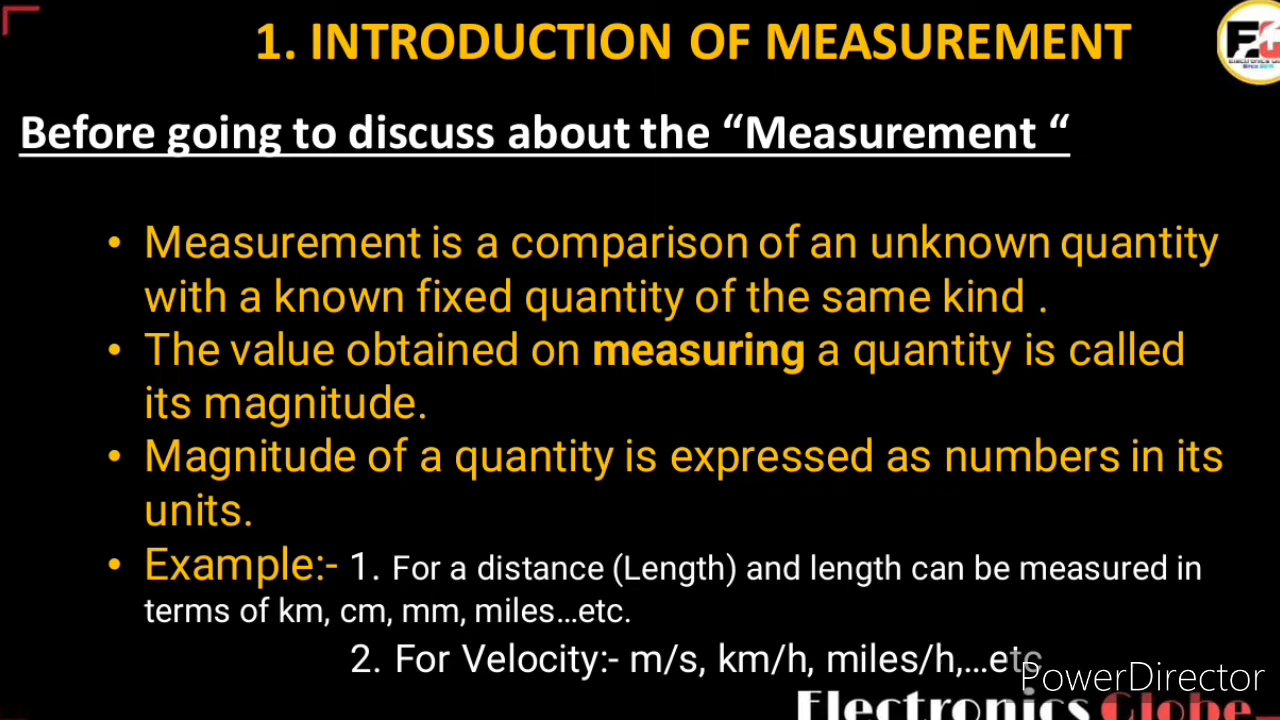 1. INTRODUCTION OF MEASUREMENT
Before going to discuss about the “Measurement “
• Measurement is a comparison of an unknown quantity
with a known fixed quantity of the same kind .
• The value obtained on measuring a quantity is called
its magnitude.
• Magnitude of a quantity is expressed as numbers in its
units.
• Example:- 1. For a distance (Length) and length can be measured in
terms of km, cm, mm, miles...etc.
2. For Velocity:- m/s, km/h, miles/h,...etc
PowerDirector
Electronics Globe